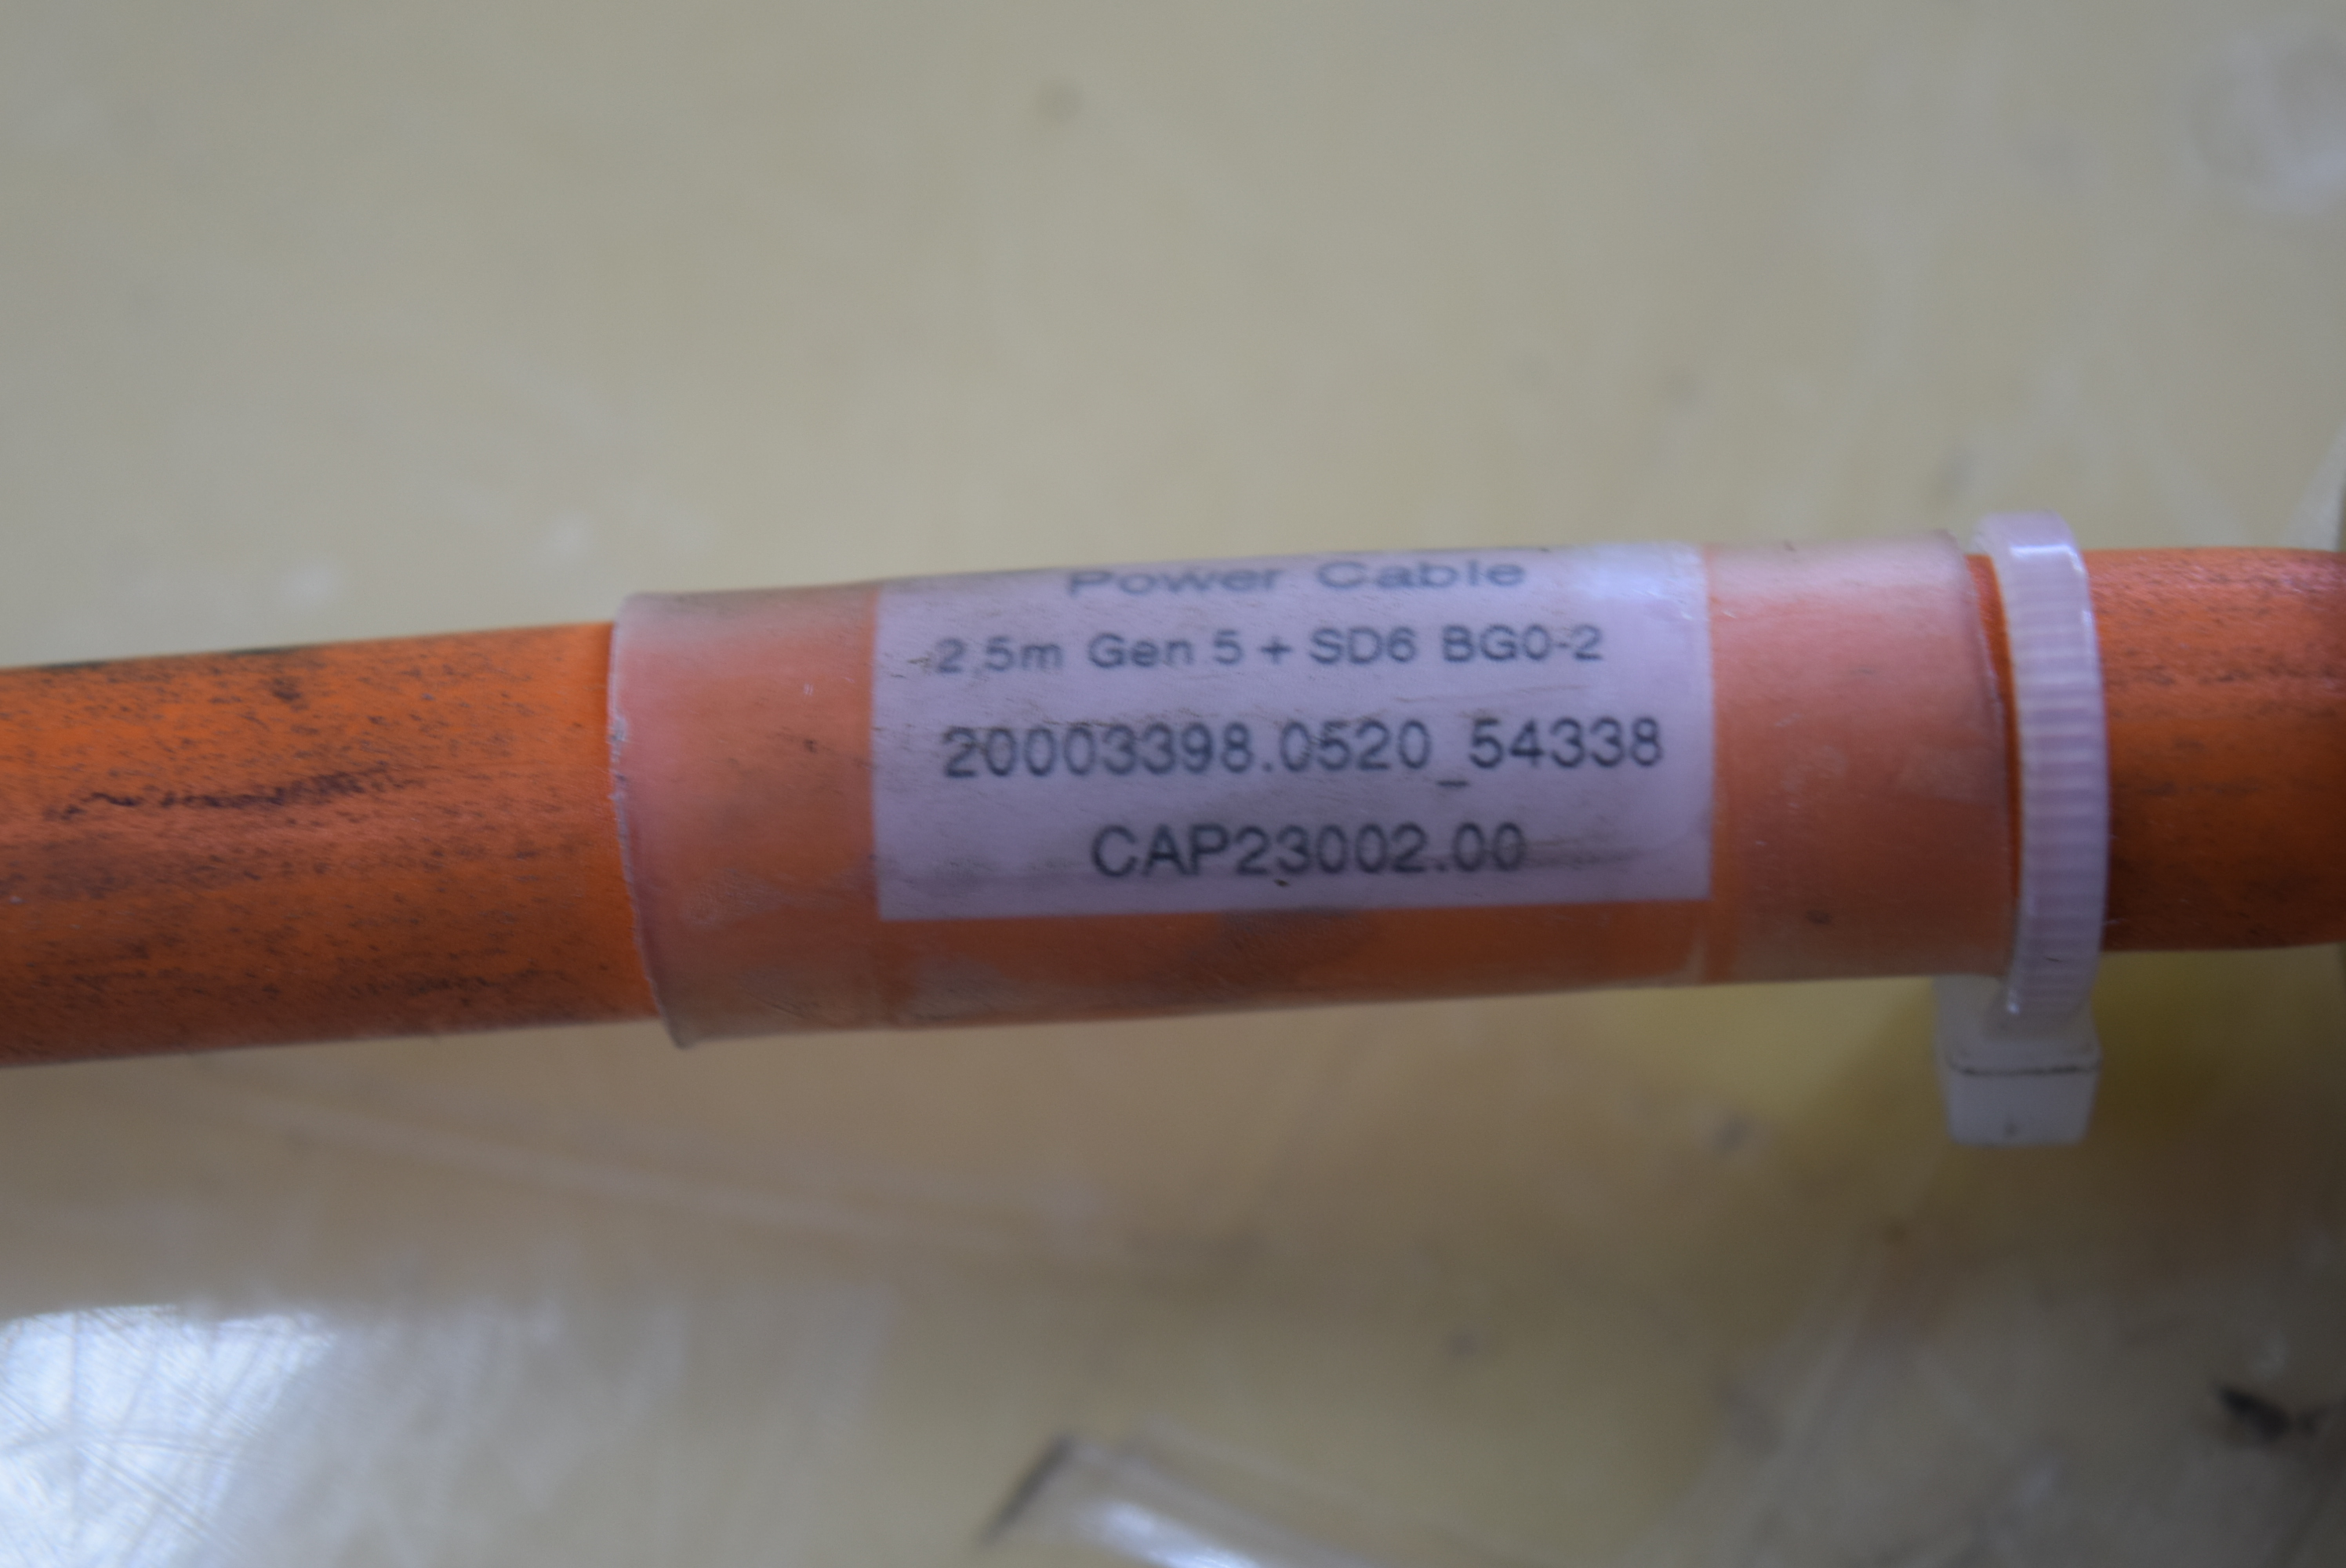 Power Cable
2,5m Gen 5 + SD6 BG0-2
20003398.0520_54338
CAP23002.00